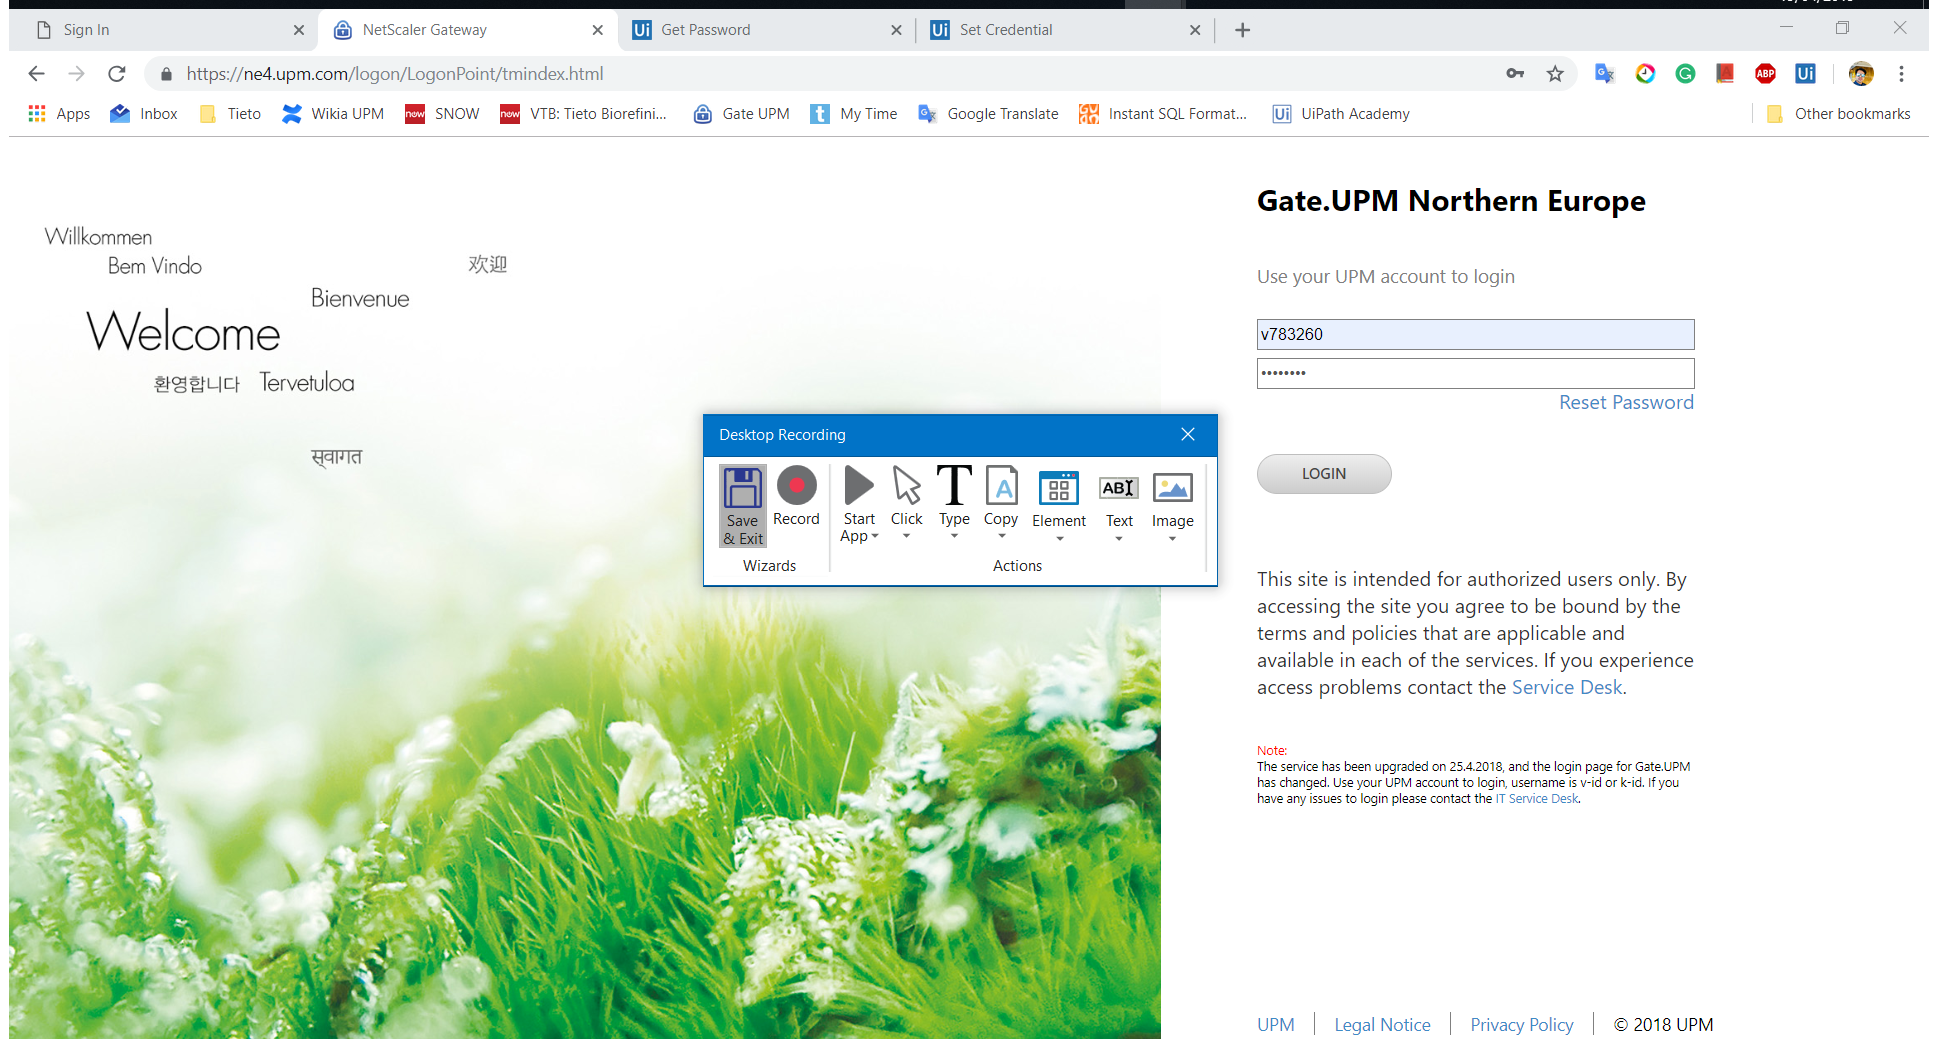 Sign In
NetScaler Gateway
Get Password
Set Credential
https://ne4.upm.com/logon/LogonPoint/tmindex.html
Apps
Inbox
Tieto
Wikia UPM
SNOW
VTB: Tieto Biorefini...
Gate UPM
My Time
Google Translate
Instant SQL Format...
UiPath Academy
Other bookmarks
Willkommen
Bem Vindo
欢迎
Bienvenue
Welcome
환영합니다 Tervetuloa
स्वागत
Gate.UPM Northern Europe
Use your UPM account to login
v783260
••••••••
Reset Password
LOGIN
Desktop Recording
Save & Exit
Record
Start App
Click
Type
Copy
Element
Text
Image
Wizards
Actions
This site is intended for authorized users only. By
accessing the site you agree to be bound by the
terms and policies that are applicable and
available in each of the services. If you experience
access problems contact the Service Desk.
Note:
The service has been upgraded on 25.4.2018, and the login page for Gate.UPM
has changed. Use your UPM account to login, username is v-id or k-id. If you
have any issues to login please contact the IT Service Desk.
UPM | Legal Notice | Privacy Policy | © 2018 UPM